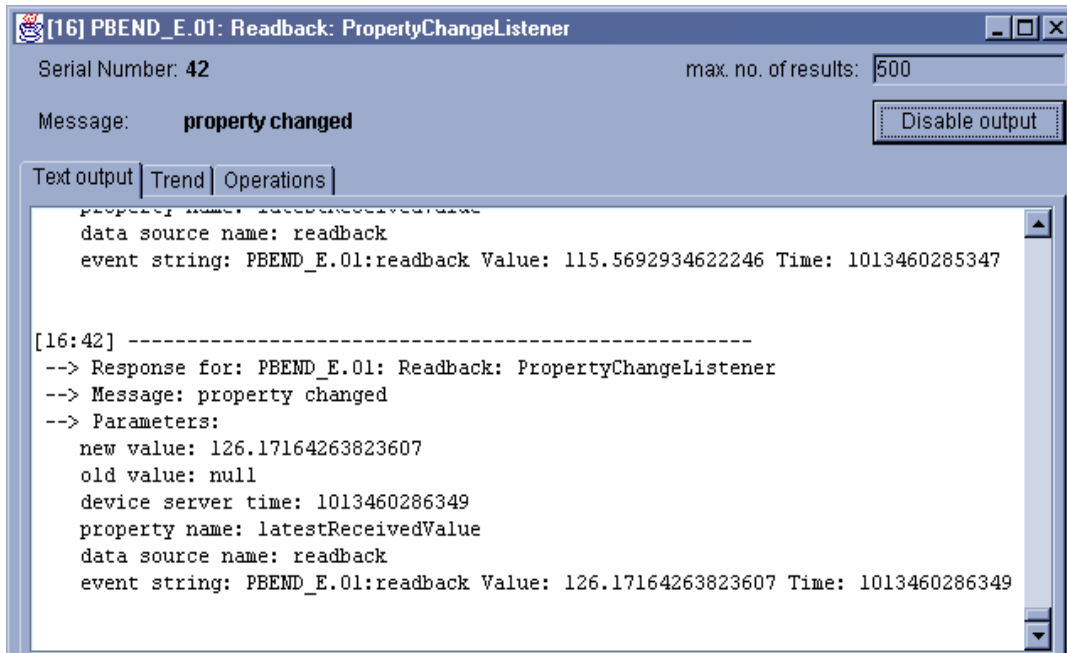 [16] PBEND_E.01: Readback: PropertyChangeListener
Serial Number: 42 max. no. of results: 500
Message: property changed Disable output
Text output Trend Operations
property name: latestReceivedValue
data source name: readback
event string: PBEND_E.01:readback Value: 115.5692934622246 Time: 1013460285347
[16:42] -----------------------------------------------------
--> Response for: PBEND_E.01: Readback: PropertyChangeListener
--> Message: property changed
--> Parameters:
new value: 126.17164263823607
old value: null
device server time: 1013460286349
property name: latestReceivedValue
data source name: readback
event string: PBEND_E.01:readback Value: 126.17164263823607 Time: 1013460286349